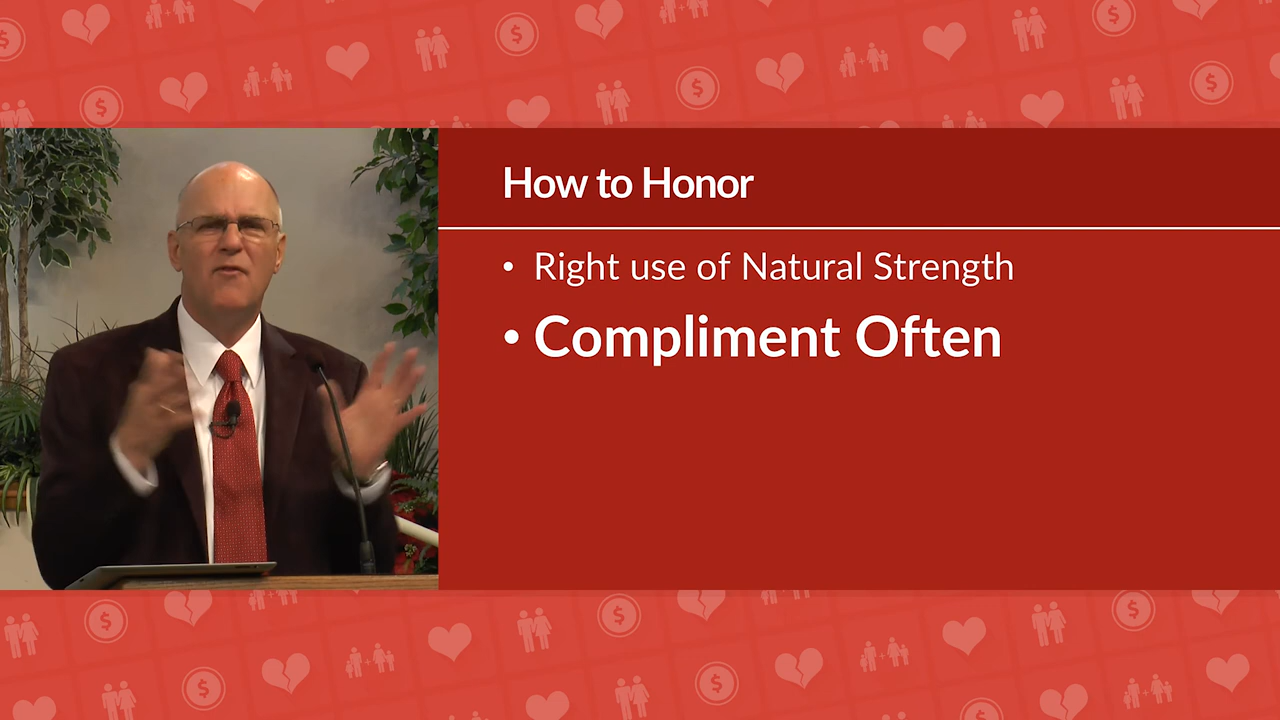 How to Honor
• Right use of Natural Strength
• Compliment Often